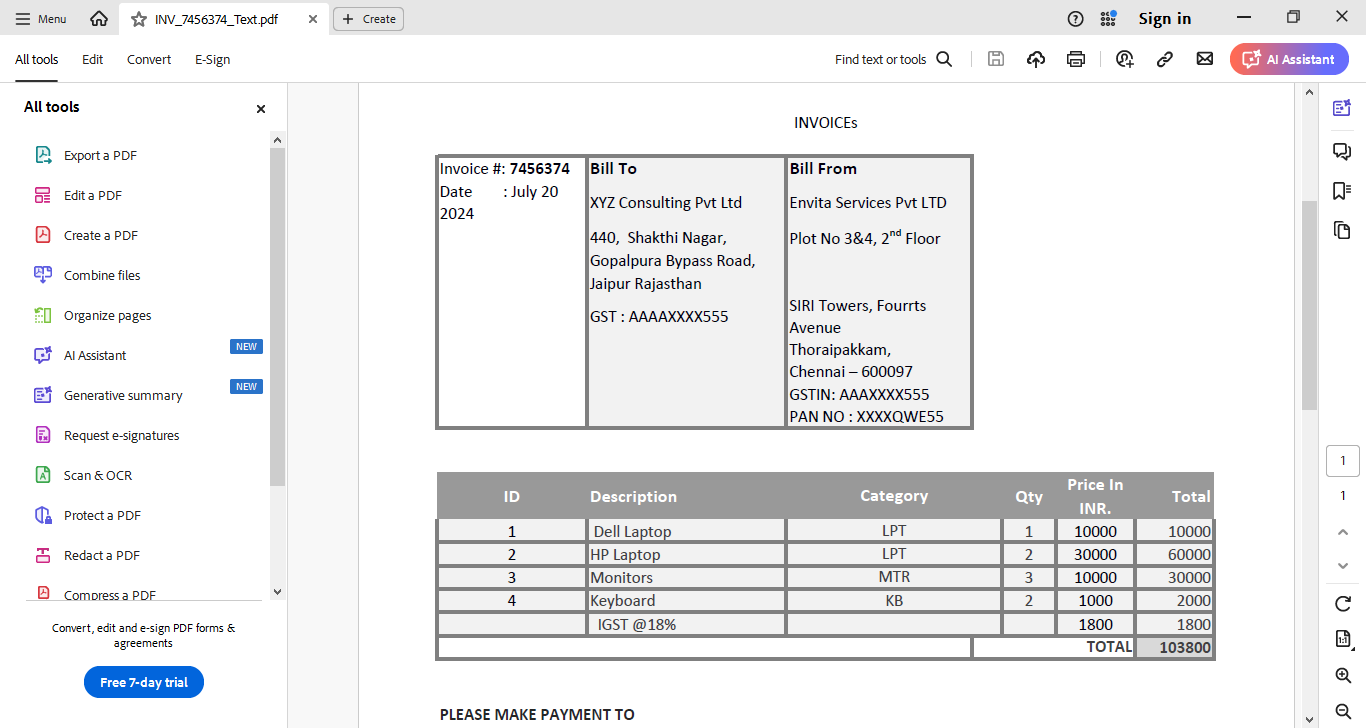 Menu
INV_7456374_Text.pdf
Create
Sign in
All tools
Edit
Convert
E-Sign
Find text or tools
AI Assistant
All tools
Export a PDF
Edit a PDF
Create a PDF
Combine files
Organize pages
AI Assistant NEW
Generative summary NEW
Request e-signatures
Scan & OCR
Protect a PDF
Redact a PDF
Compress a PDF
Convert, edit and e-sign PDF forms &
agreements
Free 7-day trial
INVOICEs
Invoice #: 7456374
Date : July 20
2024
Bill To
XYZ Consulting Pvt Ltd
440, Shakthi Nagar,
Gopalpura Bypass Road,
Jaipur Rajasthan
GST : AAAAXXXX555
Bill From
Envita Services Pvt LTD
Plot No 3&4, 2nd Floor
SIRI Towers, Fourrts
Avenue
Thoraipakkam,
Chennai – 600097
GSTIN: AAAXXXX555
PAN NO : XXXXQWE55
ID Description Category Qty Price In INR. Total
1 Dell Laptop LPT 1 10000 10000
2 HP Laptop LPT 2 30000 60000
3 Monitors MTR 3 10000 30000
4 Keyboard KB 2 1000 2000
IGST @18% 1800 1800
TOTAL 103800
PLEASE MAKE PAYMENT TO
1
1
1:1